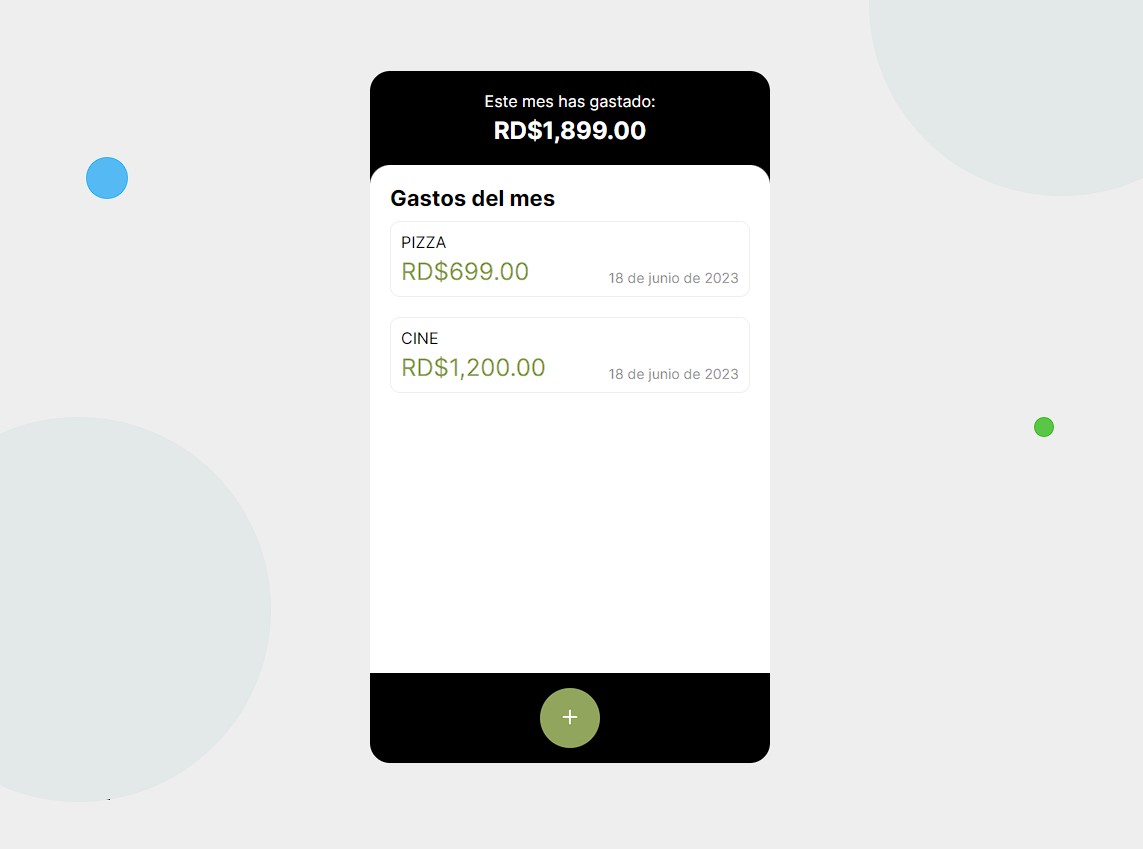 Este mes has gastado:
RD$1,899.00
Gastos del mes
PIZZA
RD$699.00
18 de junio de 2023
CINE
RD$1,200.00
18 de junio de 2023
+